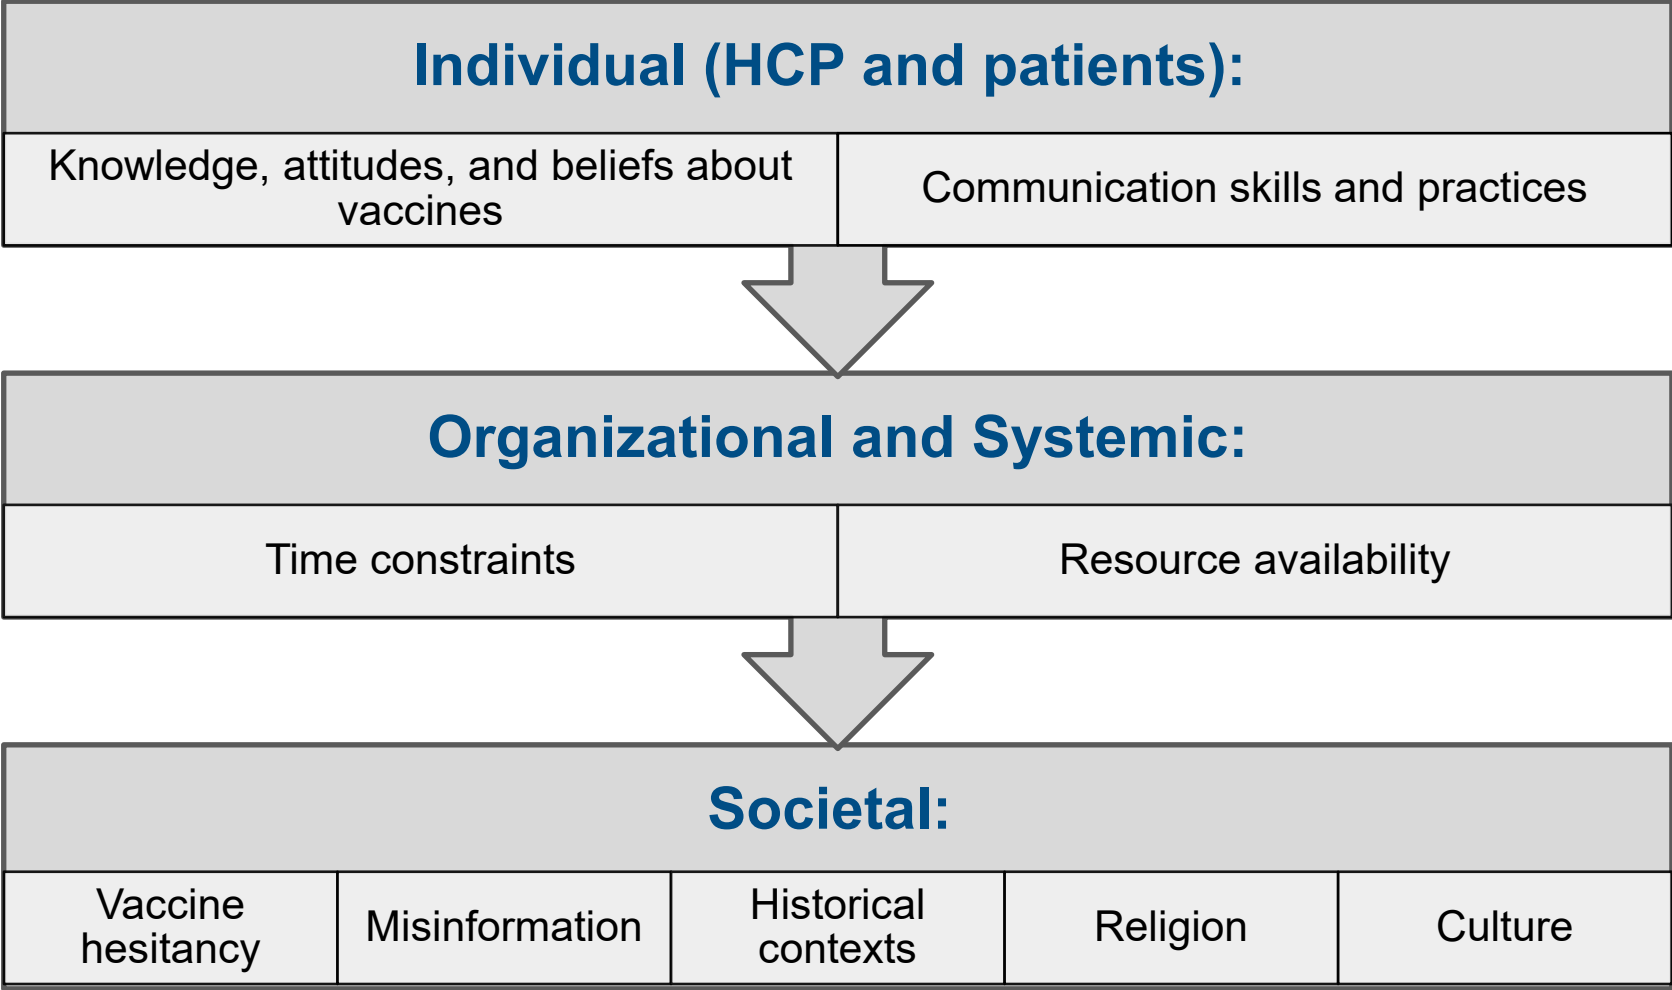 Individual (HCP and patients):
Knowledge, attitudes, and beliefs about
vaccines
Communication skills and practices
Organizational and Systemic:
Time constraints
Resource availability
Societal:
Vaccine
hesitancy
Misinformation
Historical
contexts
Religion
Culture